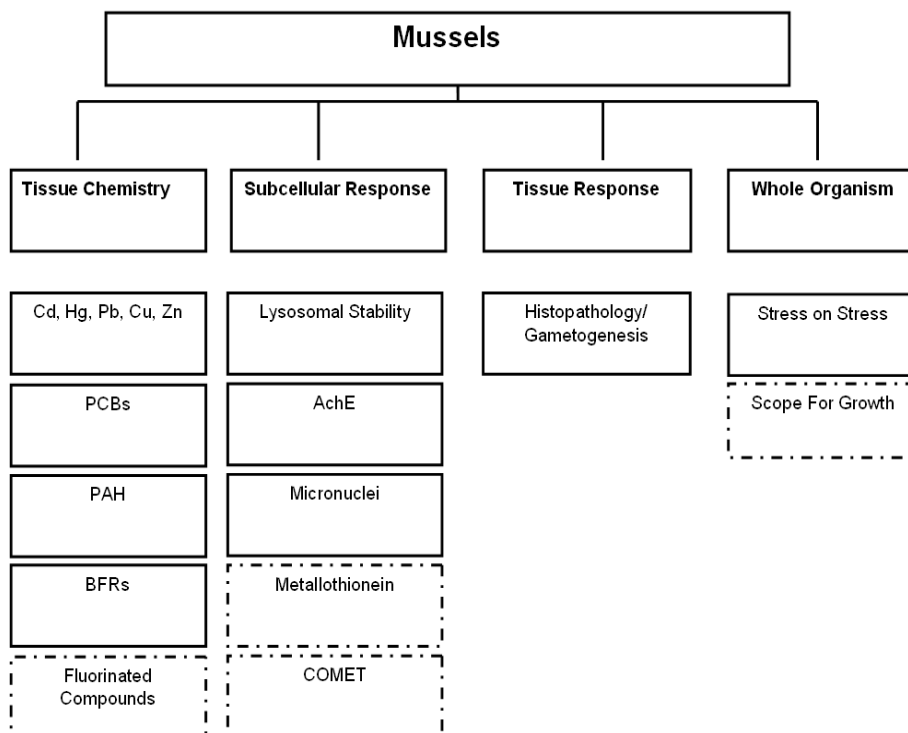 Mussels
Tissue Chemistry
Subcellular Response
Tissue Response
Whole Organism
Cd, Hg, Pb, Cu, Zn
Lysosomal Stability
Histopathology/
Gametogenesis
Stress on Stress
PCBs
AchE
Scope For Growth
PAH
Micronuclei
BFRs
Metallothionein
Fluorinated
Compounds
COMET